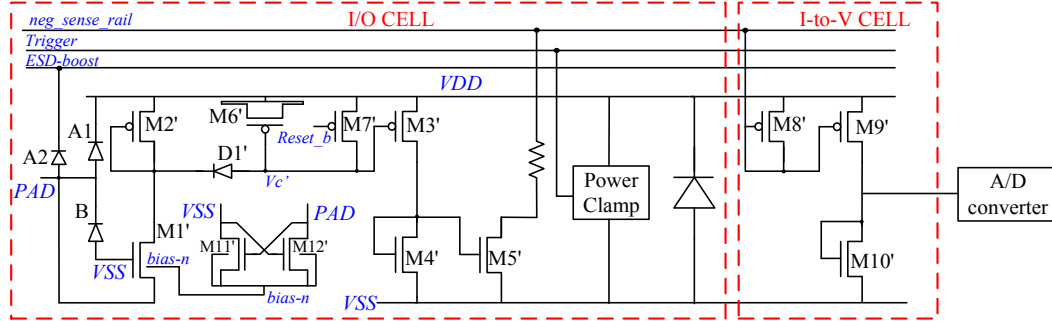 neg_sense_rail
I/O CELL
I-to-V CELL
Trigger
ESD-boost
VDD
M6'
M2'
M7'
M3'
M8'
M9'
A1
Reset_b
A2
D1'
Vc'
PAD
Power
Clamp
A/D
converter
B
M1'
VSS
PAD
M11'
M12'
M4'
M5'
M10'
VSS
bias-n
bias-n
VSS